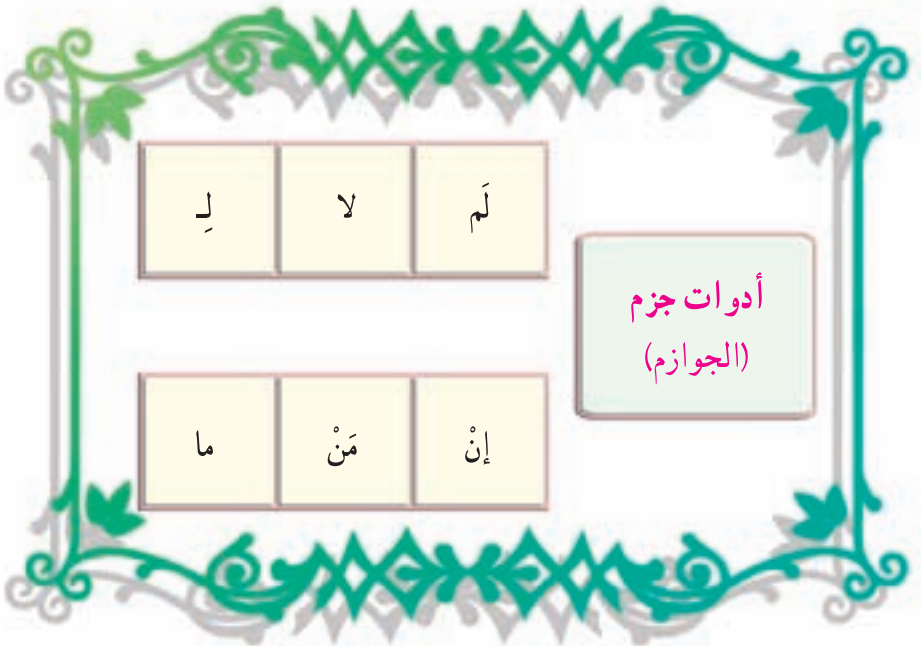 أدوات جزم
(الجوازم)
لَم لا لِـ
إنْ مَنْ ما